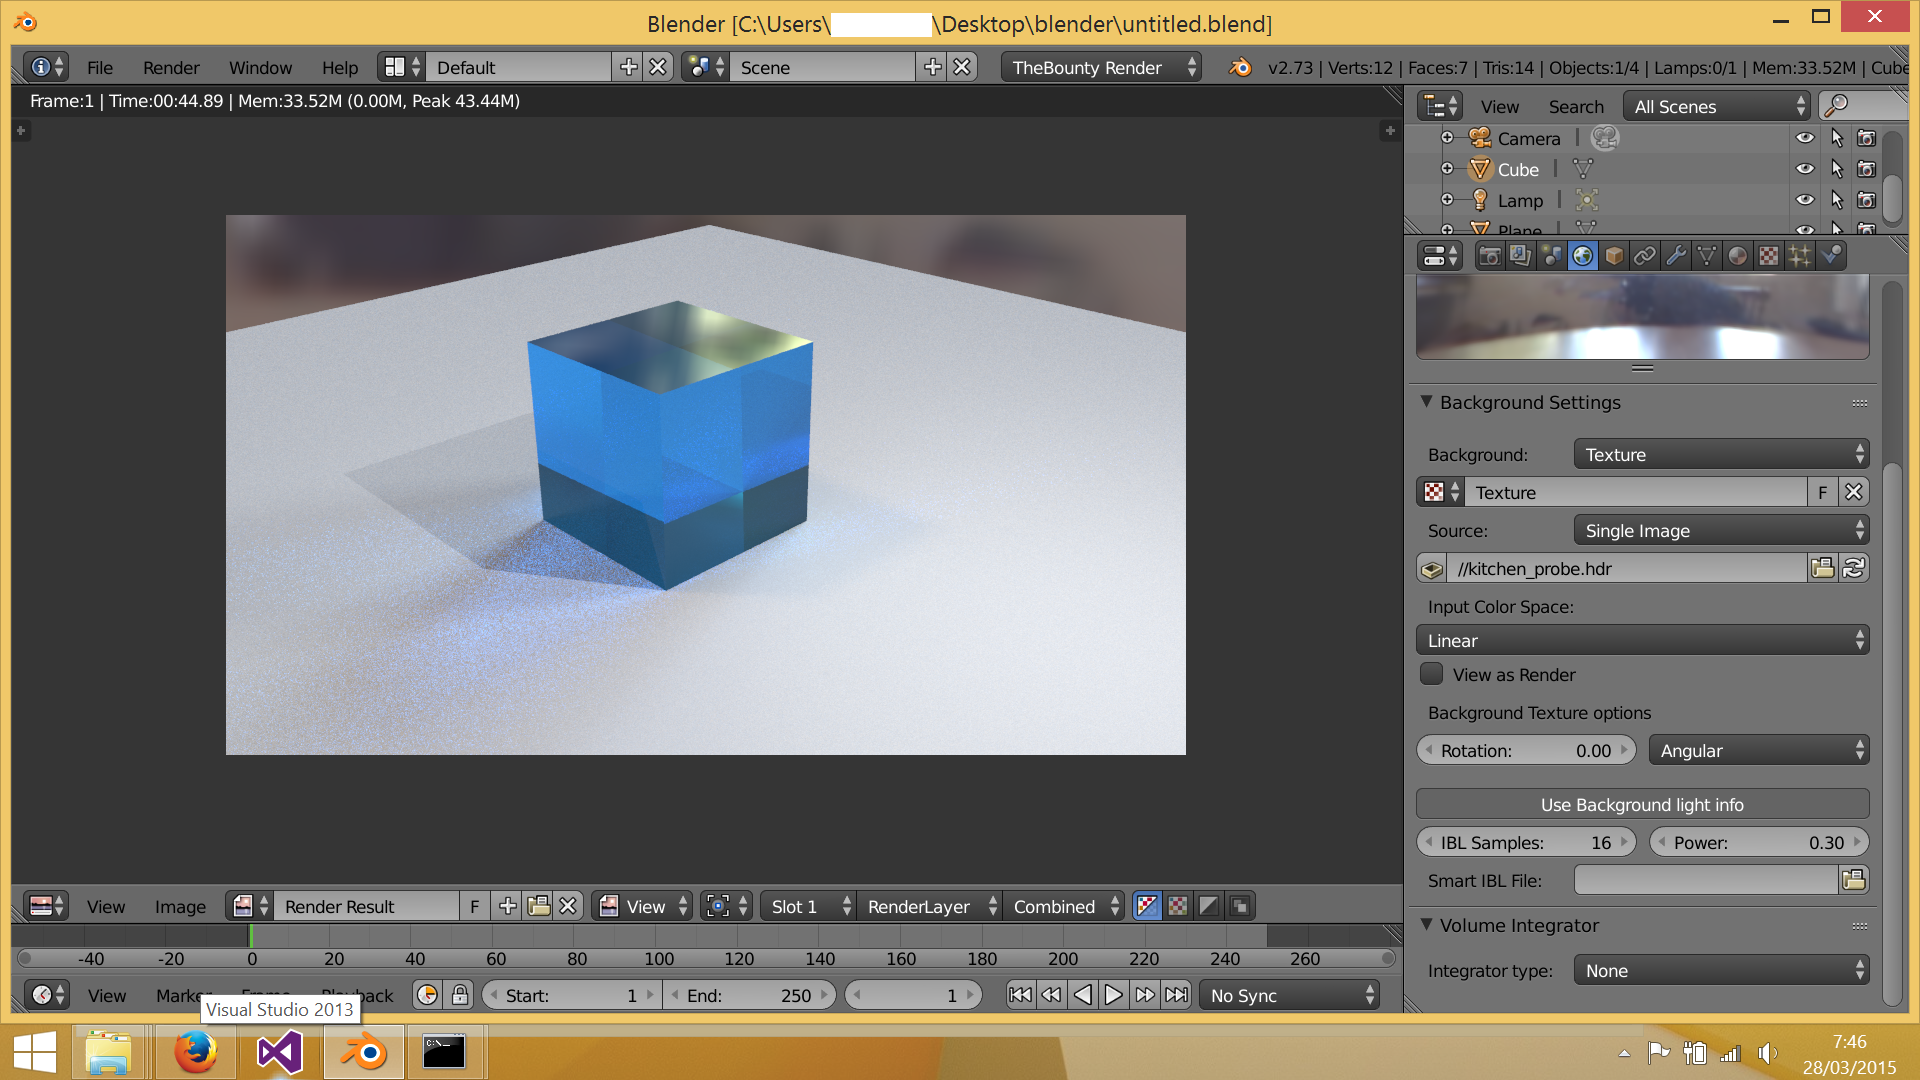 Blender [C:\Users\ \Desktop\blender\untitled.blend]
File Render Window Help Default Scene TheBounty Render v2.73 | Verts:12 | Faces:7 | Tris:14 | Objects:1/4 | Lamps:0/1 | Mem:33.52M | Cube
Frame:1 | Time:00:44.89 | Mem:33.52M (0.00M, Peak 43.44M)
View Search All Scenes
Camera
Cube
Lamp
Plane
Background Settings
Background: Texture
Texture F
Source: Single Image
//kitchen_probe.hdr
Input Color Space:
Linear
View as Render
Background Texture options
Rotation: 0.00 Angular
Use Background light info
IBL Samples: 16 Power: 0.30
Smart IBL File:
Volume Integrator
Integrator type: None
View Image Render Result F View Slot 1 RenderLayer Combined
-40 -20 0 20 40 60 80 100 120 140 160 180 200 220 240 260
View Marker Frame Playback Start: 1 End: 250 1 No Sync
Visual Studio 2013
C:\_
7:46
28/03/2015